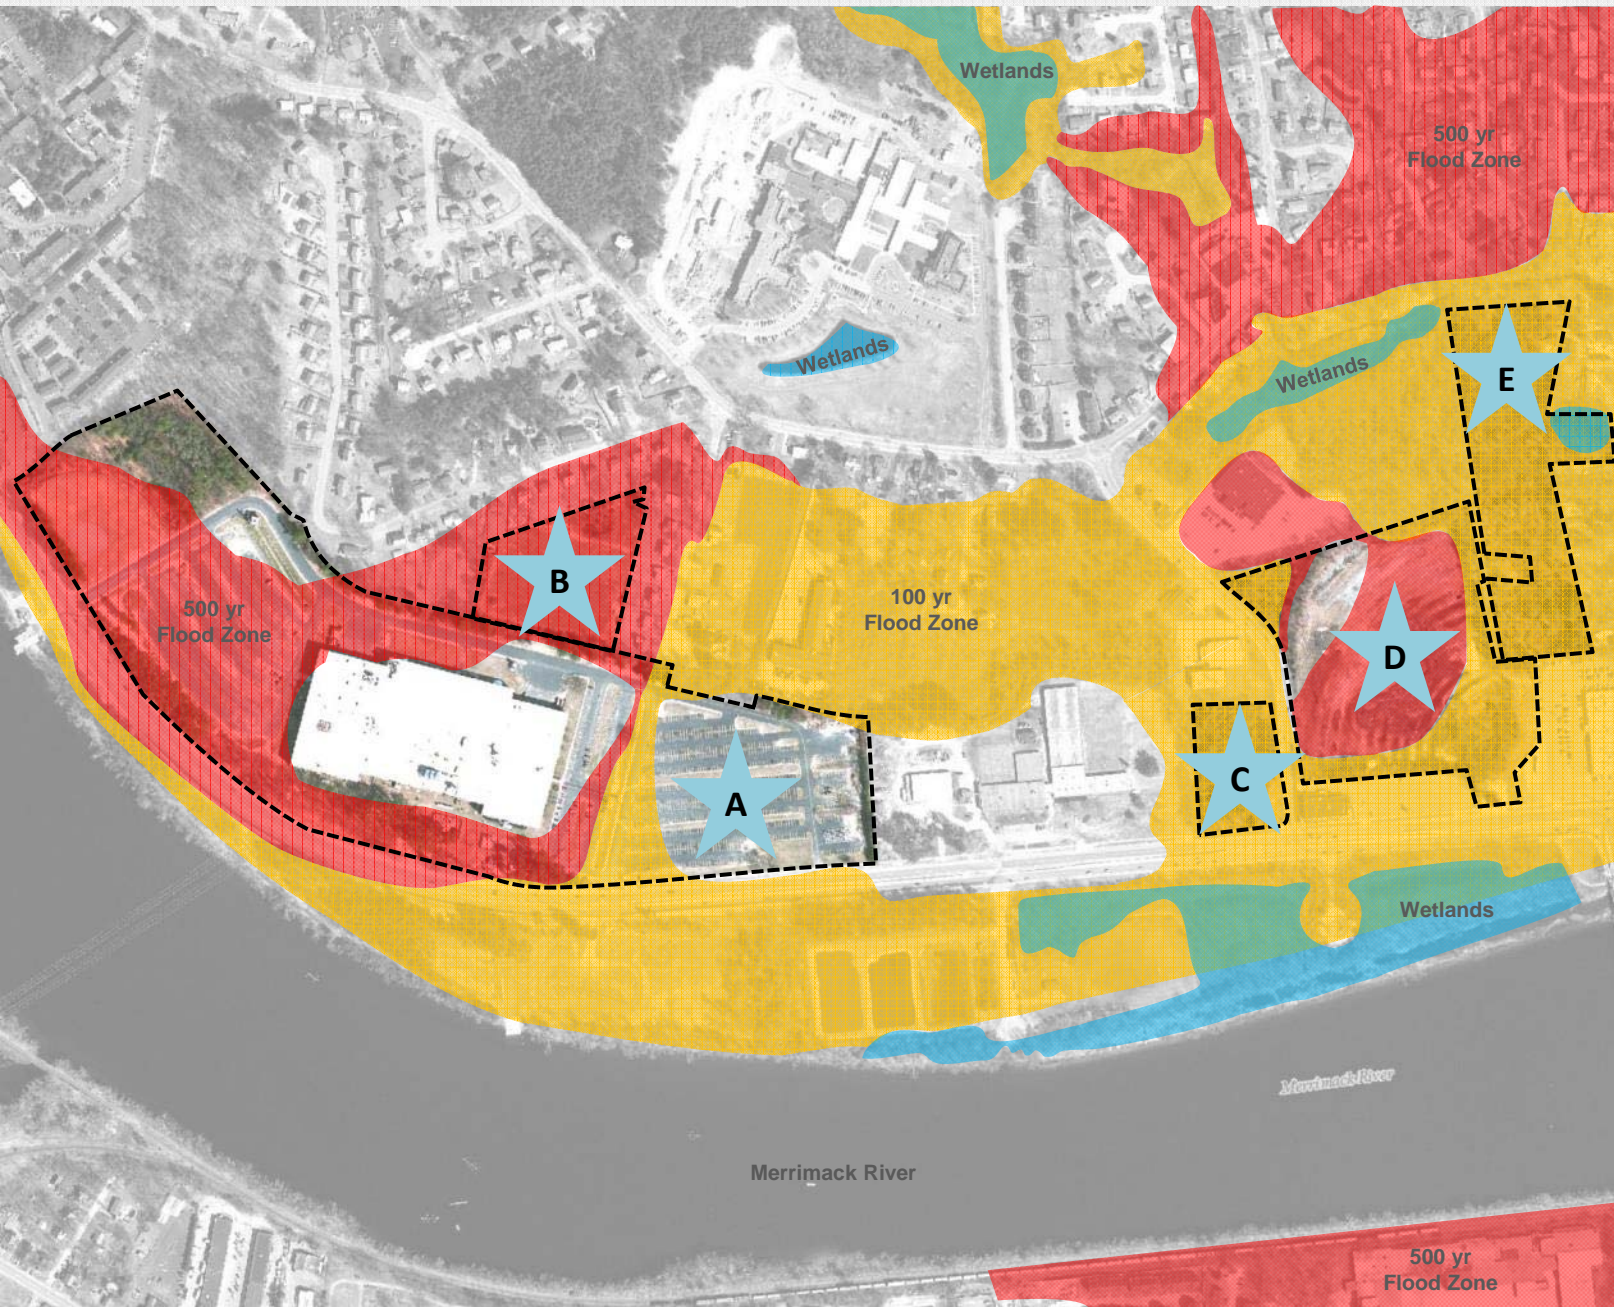 Wetlands
500 yr
Flood Zone
Wetlands
Wetlands
E
B
500 yr
Flood Zone
100 yr
Flood Zone
D
C
A
Wetlands
Merrimack River
Merrimack River
500 yr
Flood Zone